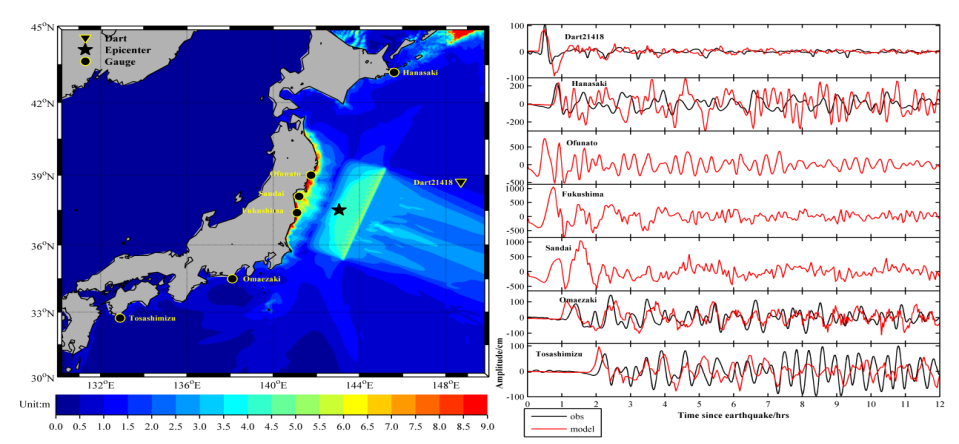 45°N
42°N
39°N
36°N
33°N
30°N
Dart
Epicenter
Gauge
Hanasaki
Ofunato
Sandai
Fukushima
Dart21418
Omaezaki
Tosashimizu
132°E 136°E 140°E 144°E 148°E
Unit:m
0.0 0.5 1.0 1.5 2.0 2.5 3.0 3.5 4.0 4.5 5.0 5.5 6.0 6.5 7.0 7.5 8.0 8.5 9.0
100
0
-100
Dart21418
200
0
-200
Hanasaki
500
0
-500
Ofunato
1000
500
0
-500
Fukushima
1000
500
0
-500
Sandai
100
0
-100
Omaezaki
100
0
-100
Tosashimizu
Amplitude/cm
0 1 2 3 4 5 6 7 8 9 10 11 12
Time since earthquake/hrs
obs
model